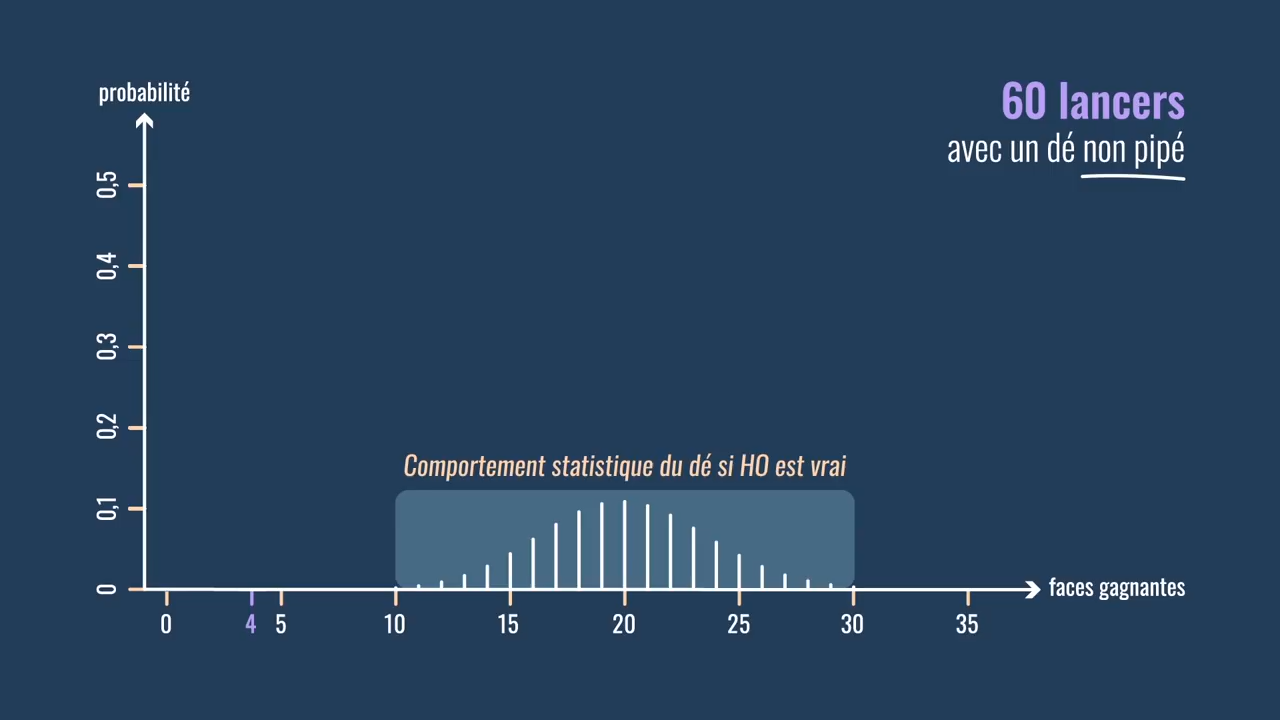 probabilité
60 lancers
avec un dé non pipé
0,5
0,4
0,3
0,2
0,1
0
Comportement statistique du dé si H0 est vrai
faces gagnantes
0 4 5 10 15 20 25 30 35